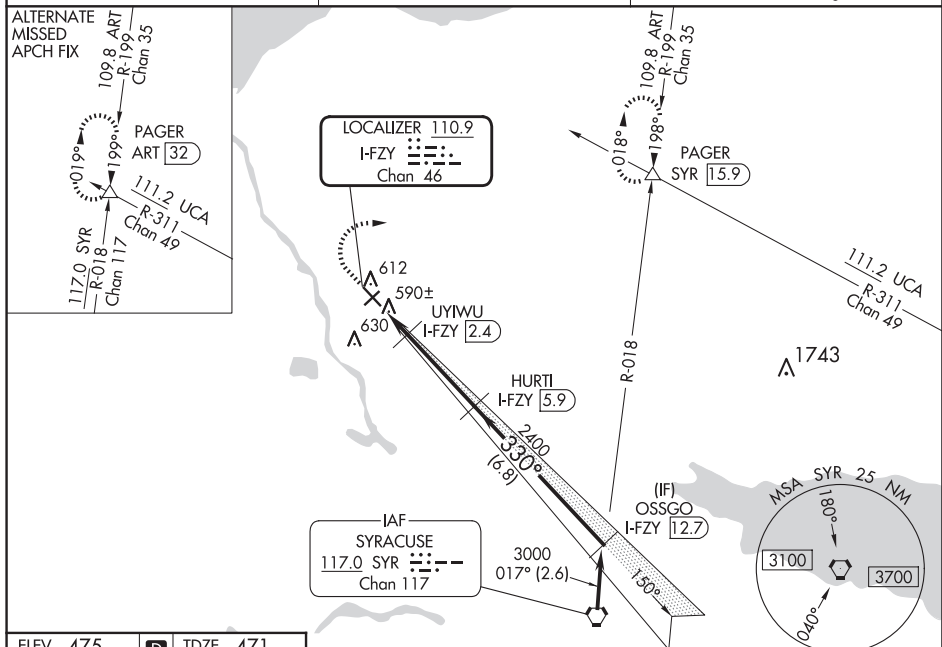 ALTERNATE
MISSED
APCH FIX
109.8 ART
R-199
Chan 35
019°
199°
PAGER
ART 32
111.2 UCA
R-311
Chan 49
117.0 SYR
R-018
Chan 117
LOCALIZER 110.9
I-FZY
Chan 46
109.8 ART
R-199
Chan 35
018°
198°
PAGER
SYR 15.9
111.2 UCA
R-311
Chan 49
R-018
612
590±
630
UYIWU
I-FZY 2.4
1743
HURTI
I-FZY 5.9
2400
330°
(6.8)
(IF)
OSSGO
I-FZY 12.7
IAF
SYRACUSE
117.0 SYR
Chan 117
3000
017° (2.6)
150°
MSA SYR 25 NM
180°
3100
3700
040°
ELEV 475 D TDZE 471